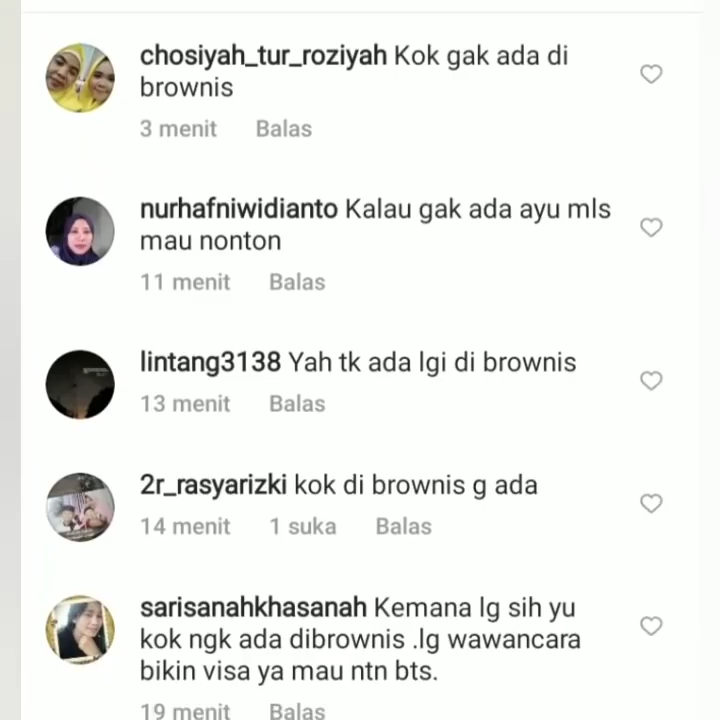 chosiyah_tur_roziyah Kok gak ada di
brownis
3 menit Balas
nurhafniwidianto Kalau gak ada ayu mls
mau nonton
11 menit Balas
lintang3138 Yah tk ada lgi di brownis
13 menit Balas
2r_rasyarizki kok di brownis g ada
14 menit 1 suka Balas
sarisanahkhasanah Kemana lg sih yu
kok ngk ada dibrownis .lg wawancara
bikin visa ya mau ntn bts.
19 menit Balas